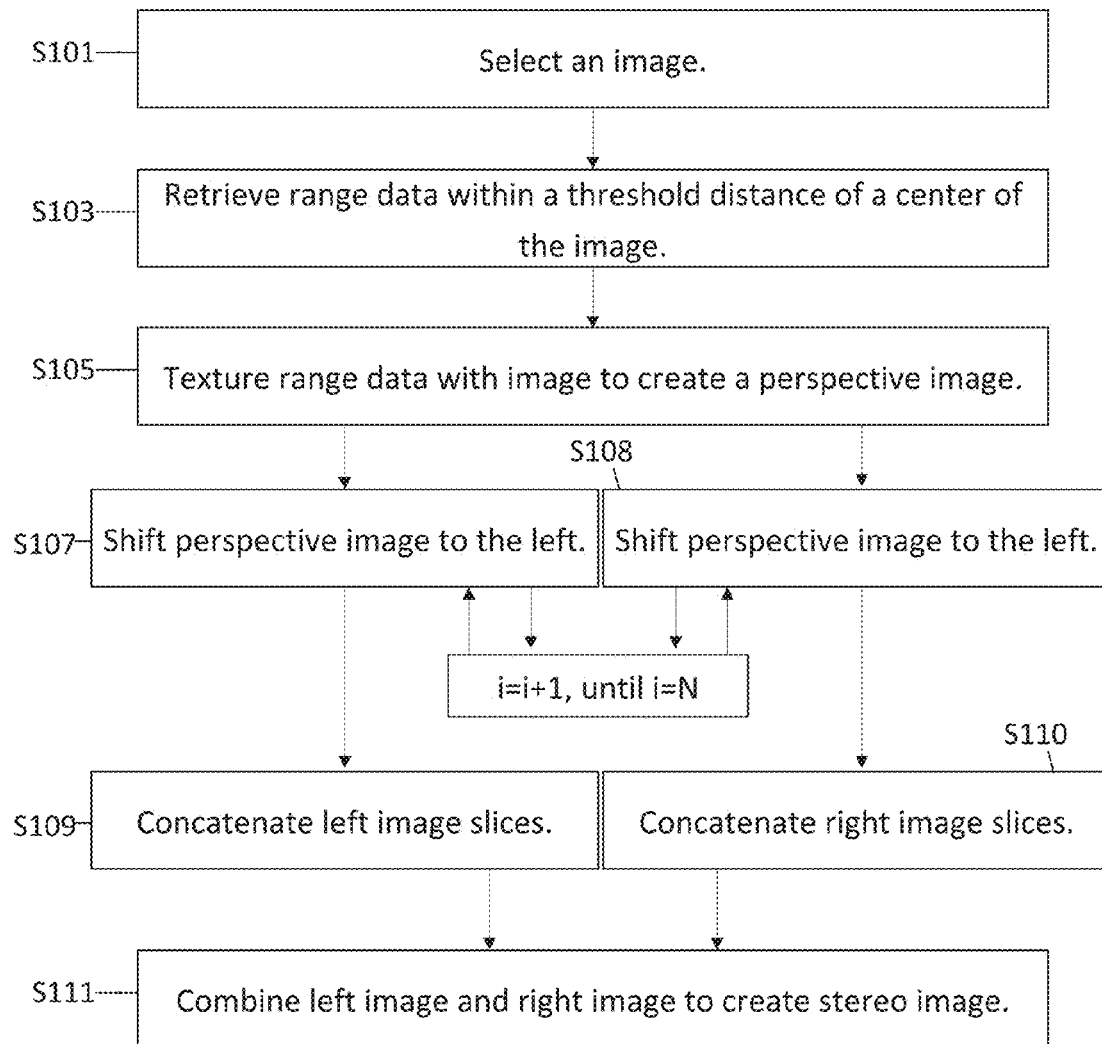 S101
Select an image.
S103
Retrieve range data within a threshold distance of a center of
the image.
S105
Texture range data with image to create a perspective image.
S108
S107
Shift perspective image to the left.
Shift perspective image to the left.
i=i+1, until i=N
S110
S109
Concatenate left image slices.
Concatenate right image slices.
S111
Combine left image and right image to create stereo image.